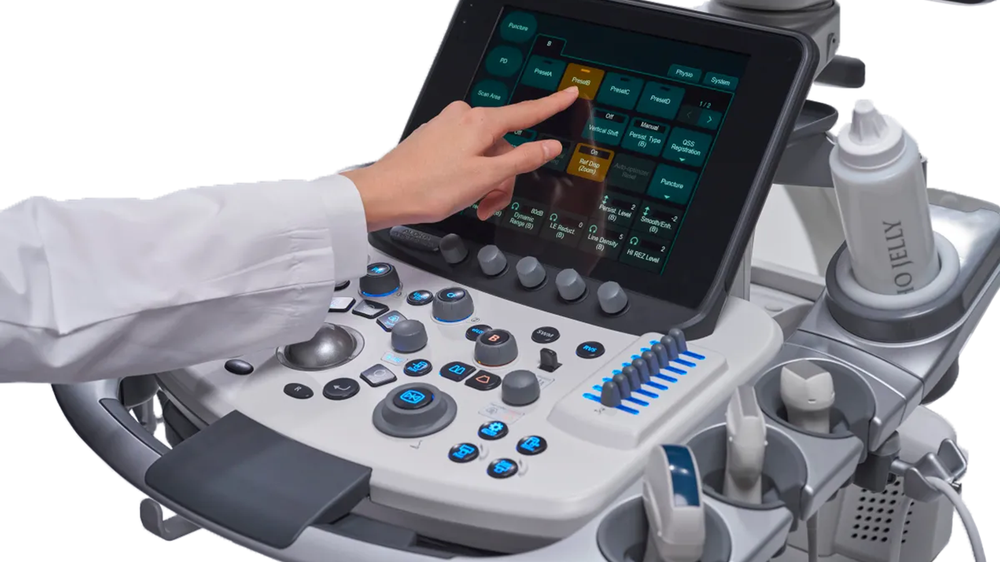 Puncture
B
PD
PresetA
PresetB
PresetC
PresetD
Physio
System
1/2
Scan Area
Off
Vertical Shift
Manual
Persist. Type
(B)
QSS
Registration
Off
On
Ref Disp
(Zoom)
Auto-optimizer
Reset
Puncture
(B)
80dB
Dynamic
Range (B)
0
LE Reduct.
(B)
2
Persist. Level
(B)
5
Line Density
(B)
-2
Smooth/Enh.
(B)
2
HI REZ Level
JELLY
B
SWM
RVS
R